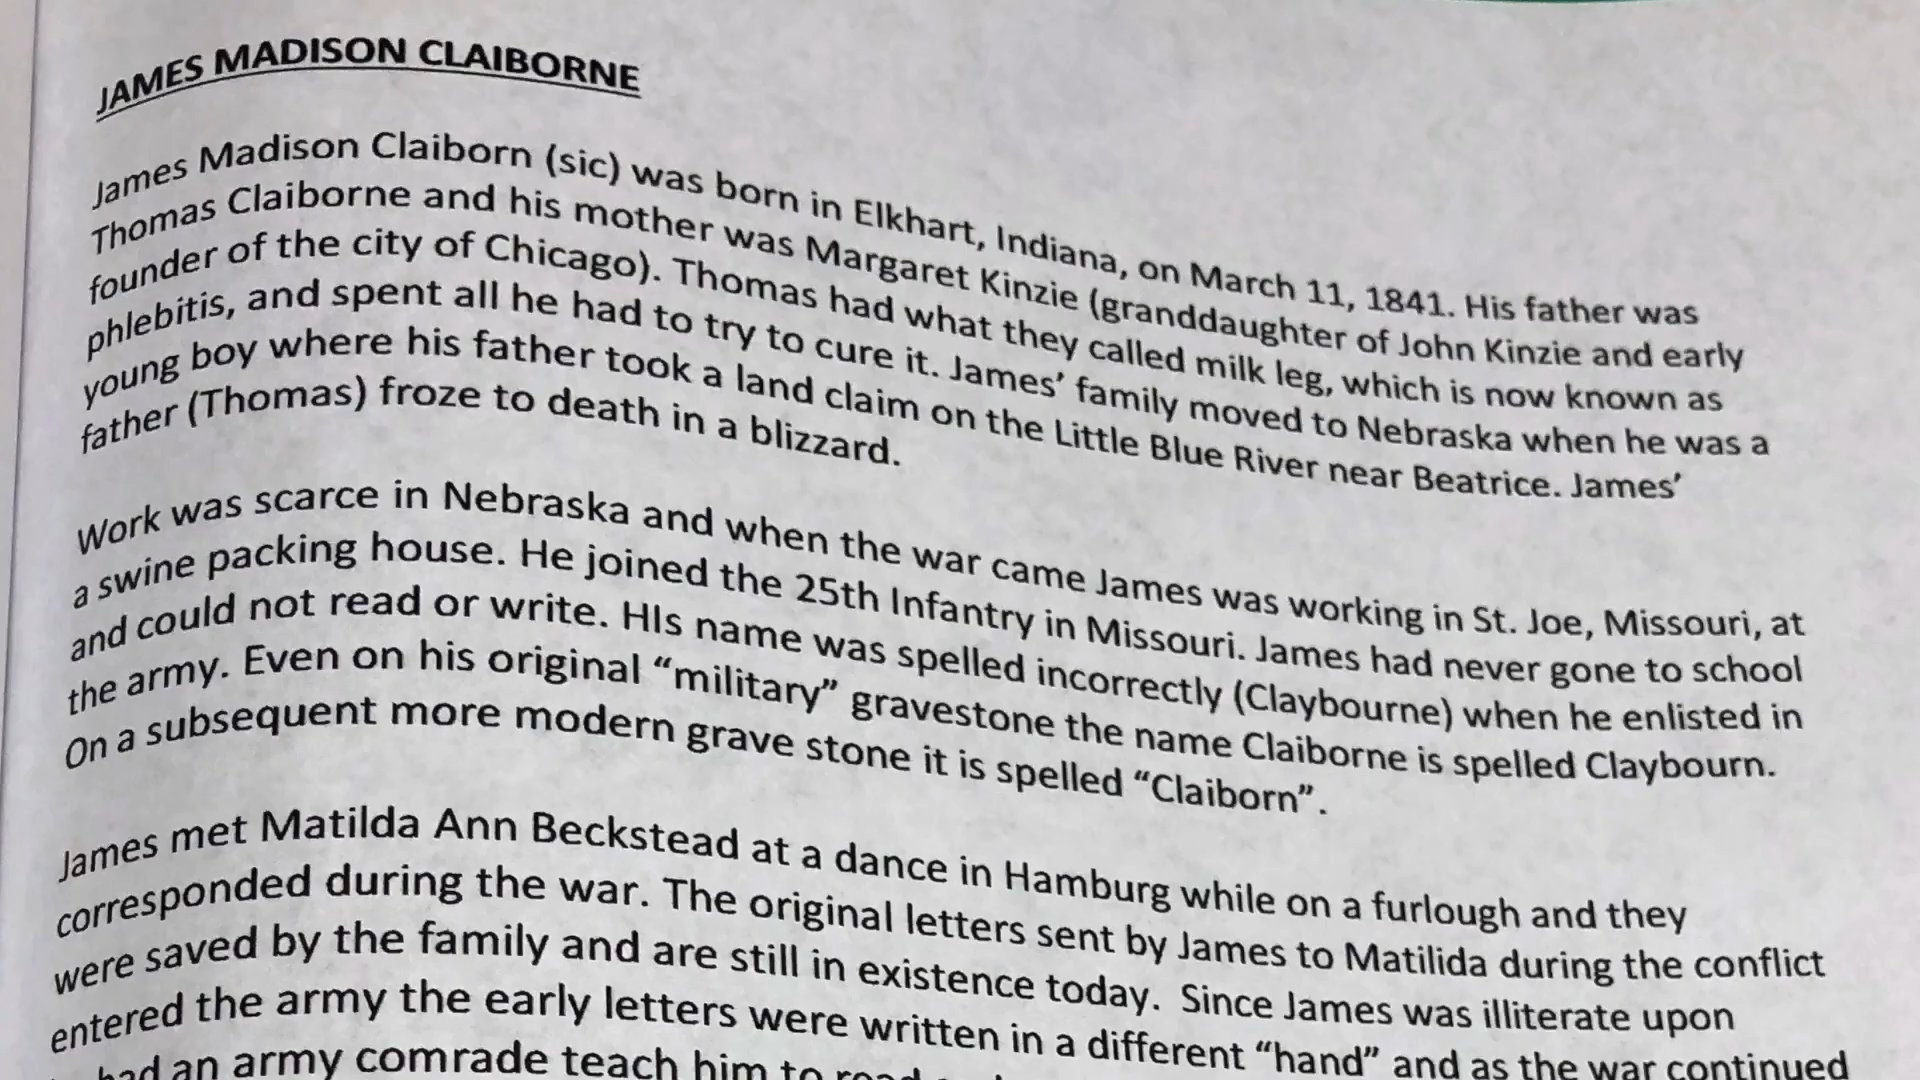 JAMES MADISON CLAIBORNE
James Madison Claiborn (sic) was born in Elkhart, Indiana, on March 11, 1841. His father was
Thomas Claiborne and his mother was Margaret Kinzie (granddaughter of John Kinzie and early
founder of the city of Chicago). Thomas had what they called milk leg, which is now known as
phlebitis, and spent all he had to try to cure it. James’ family moved to Nebraska when he was a
young boy where his father took a land claim on the Little Blue River near Beatrice. James’
father (Thomas) froze to death in a blizzard.
Work was scarce in Nebraska and when the war came James was working in St. Joe, Missouri, at
a swine packing house. He joined the 25th Infantry in Missouri. James had never gone to school
and could not read or write. HIs name was spelled incorrectly (Claybourne) when he enlisted in
the army. Even on his original “military” gravestone the name Claiborne is spelled Claybourn.
On a subsequent more modern grave stone it is spelled “Claiborn”.
James met Matilda Ann Beckstead at a dance in Hamburg while on a furlough and they
corresponded during the war. The original letters sent by James to Matilida during the conflict
were saved by the family and are still in existence today. Since James was illiterate upon
entered the army the early letters were written in a different “hand” and as the war continued
had an army comrade teach him to read